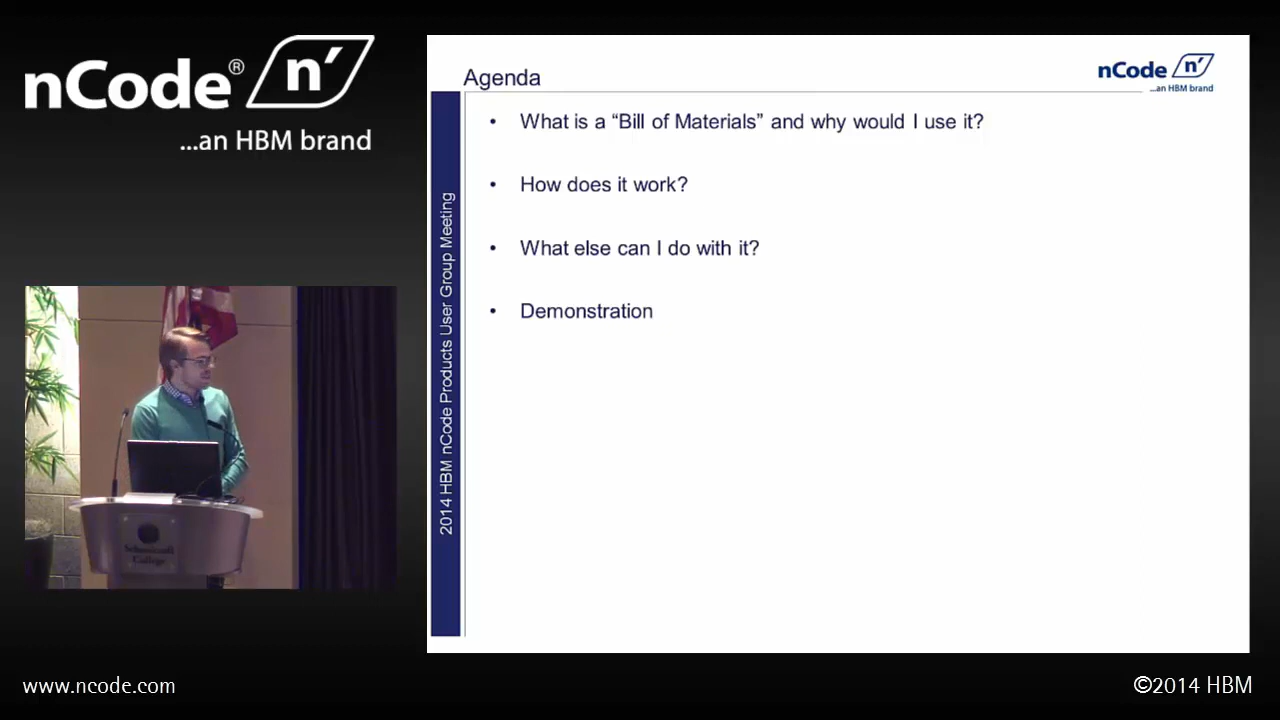 nCode® n′
...an HBM brand
Agenda
nCode n′
...an HBM brand
• What is a “Bill of Materials” and why would I use it?
• How does it work?
• What else can I do with it?
• Demonstration
2014 HBM nCode Products User Group Meeting
Schoolcraft
College
www.ncode.com
©2014 HBM